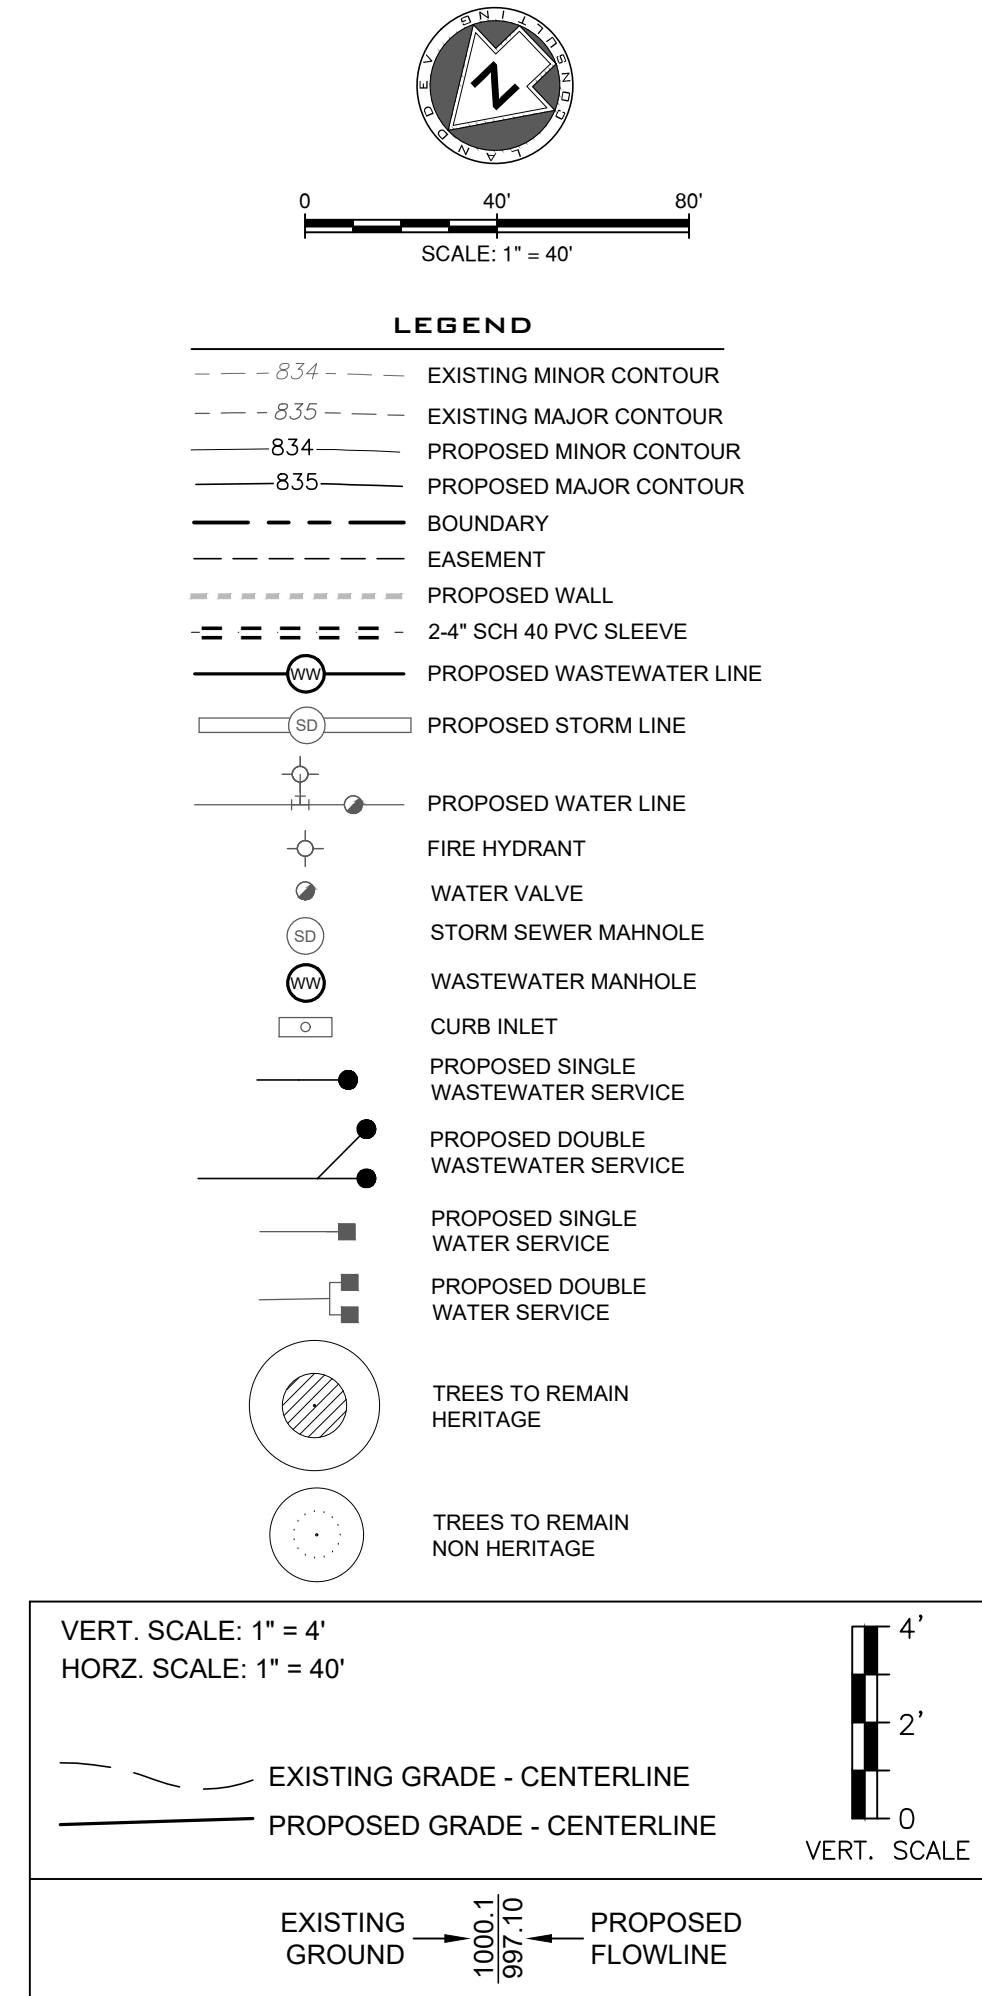 LANDDEV CONSULTING
N
0 40' 80'
SCALE: 1" = 40'
LEGEND
834 EXISTING MINOR CONTOUR
835 EXISTING MAJOR CONTOUR
834 PROPOSED MINOR CONTOUR
835 PROPOSED MAJOR CONTOUR
BOUNDARY
EASEMENT
PROPOSED WALL
2-4" SCH 40 PVC SLEEVE
WW PROPOSED WASTEWATER LINE
SD PROPOSED STORM LINE
PROPOSED WATER LINE
FIRE HYDRANT
WATER VALVE
SD STORM SEWER MAHNOLE
WW WASTEWATER MANHOLE
CURB INLET
PROPOSED SINGLE
WASTEWATER SERVICE
PROPOSED DOUBLE
WASTEWATER SERVICE
PROPOSED SINGLE
WATER SERVICE
PROPOSED DOUBLE
WATER SERVICE
TREES TO REMAIN
HERITAGE
TREES TO REMAIN
NON HERITAGE
VERT. SCALE: 1" = 4'
HORZ. SCALE: 1" = 40'
EXISTING GRADE - CENTERLINE
PROPOSED GRADE - CENTERLINE
4'
2'
0
VERT. SCALE
EXISTING
GROUND
1000.1
997.10
PROPOSED
FLOWLINE